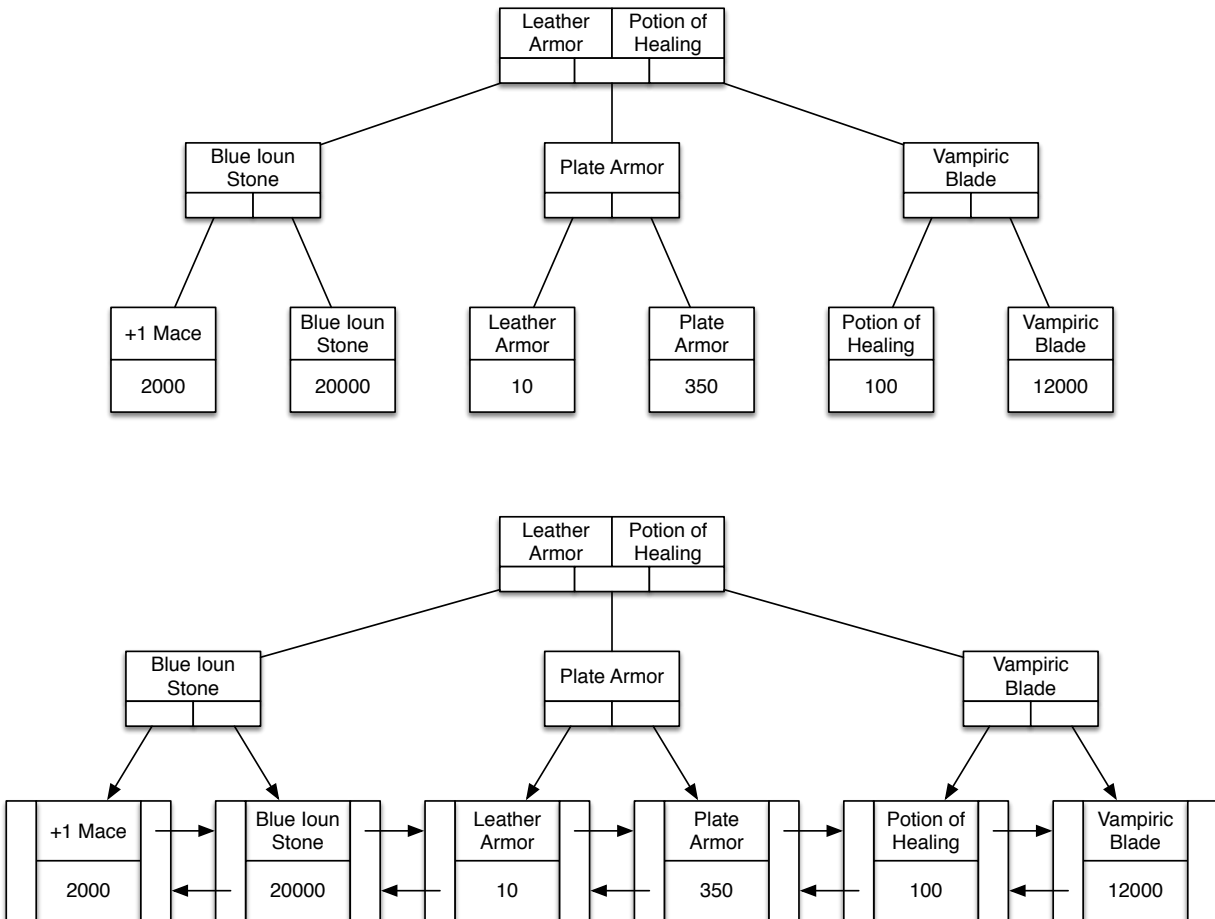 Leather Potion of
Armor Healing
Blue Ioun
Stone
Plate Armor
Vampiric
Blade
+1 Mace
2000
Blue Ioun
Stone
20000
Leather
Armor
10
Plate
Armor
350
Potion of
Healing
100
Vampiric
Blade
12000
Leather Potion of
Armor Healing
Blue Ioun
Stone
Plate Armor
Vampiric
Blade
+1 Mace
2000
Blue Ioun
Stone
20000
Leather
Armor
10
Plate
Armor
350
Potion of
Healing
100
Vampiric
Blade
12000